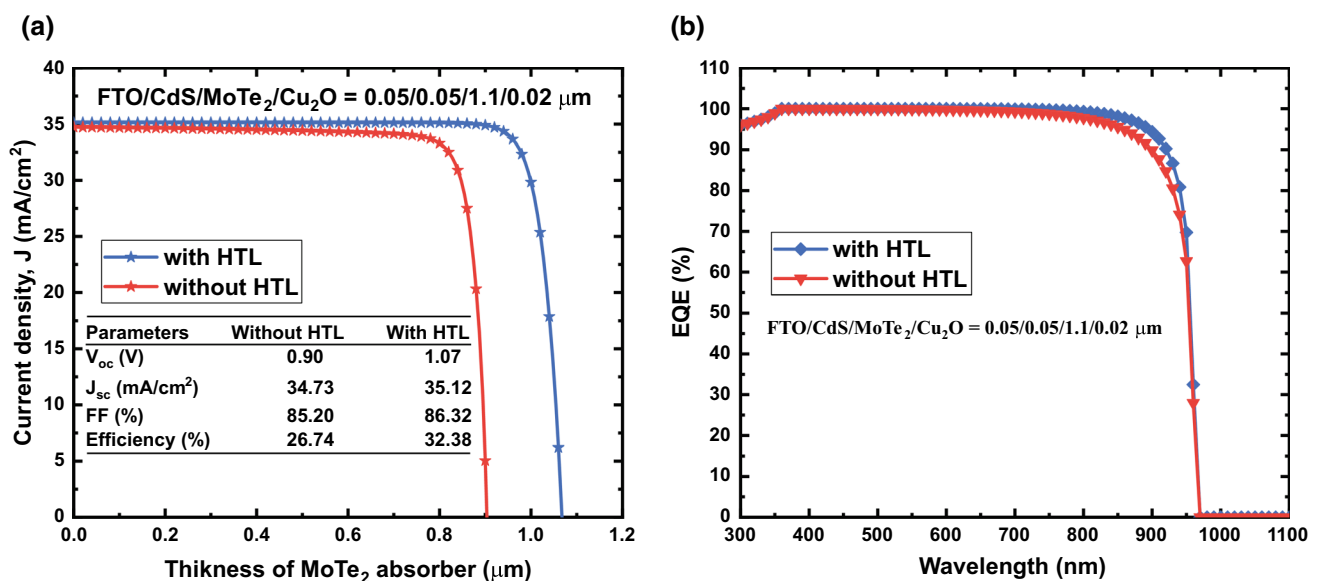 (a)
40
35
30
25
20
15
10
5
0
Current density, J (mA/cm²)
FTO/CdS/MoTe₂/Cu₂O = 0.05/0.05/1.1/0.02 μm
with HTL
without HTL
Parameters Without HTL With HTL
Voc (V) 0.90 1.07
Jsc (mA/cm²) 34.73 35.12
FF (%) 85.20 86.32
Efficiency (%) 26.74 32.38
0.0 0.2 0.4 0.6 0.8 1.0 1.2
Thikness of MoTe₂ absorber (μm)
(b)
110
100
90
80
70
60
50
40
30
20
10
0
EQE (%)
with HTL
without HTL
FTO/CdS/MoTe₂/Cu₂O = 0.05/0.05/1.1/0.02 μm
300 400 500 600 700 800 900 1000 1100
Wavelength (nm)